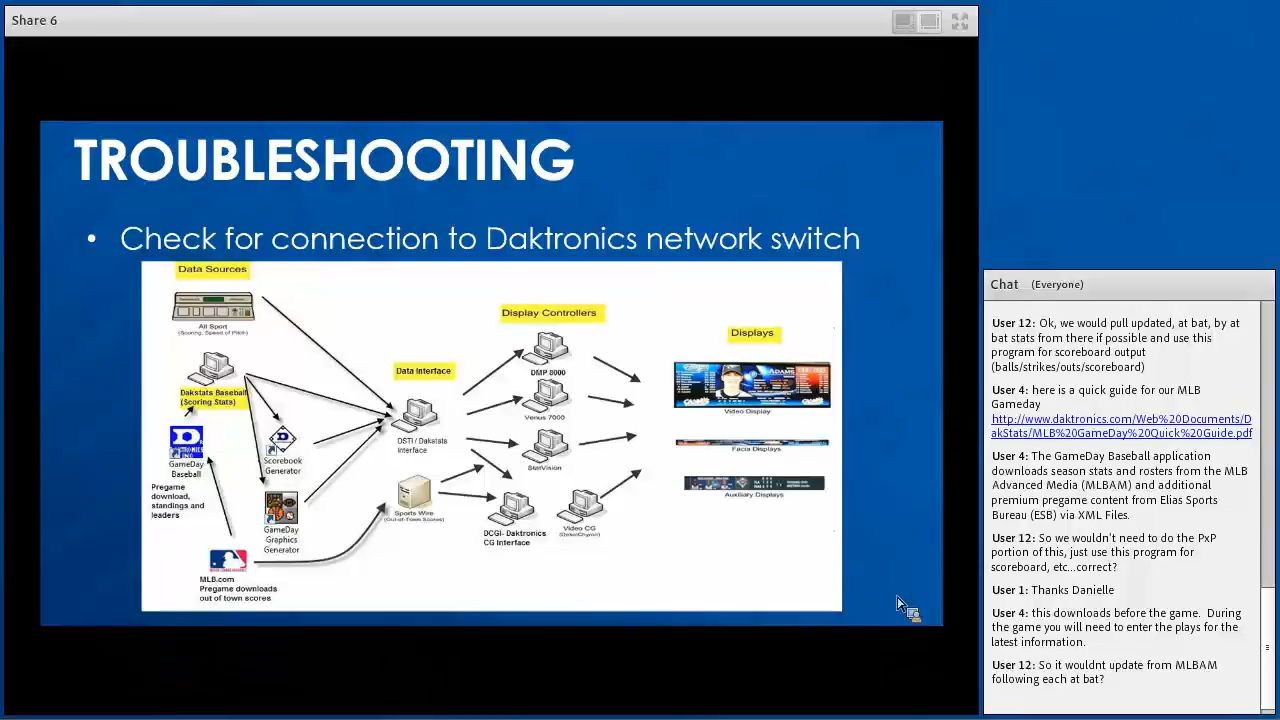 Share 6
TROUBLESHOOTING
• Check for connection to Daktronics network switch
Data Sources
All Sport
(Scoring, Speed of Pitch)
Dakstats Baseball
(Scoring Stats)
GameDay
Baseball
Pregame
download,
standings and
leaders
Scorebook
Generator
GameDay
Graphics
Generator
MLB.com
Pregame downloads
out of town scores
Data Interface
DSTI / Dakstats
Interface
Sports Wire
(Out-of-Town Scores)
Display Controllers
DMP 8000
Venus 7000
StatVision
DCGI- Daktronics
CG Interface
Video CG
Displays
ADAMS
Video Display
Facia Displays
Auxiliary Displays
Chat (Everyone)
User 12: Ok, we want full updated, at bat by at
bat stats from there if possible and use this
program for scoreboard output
(balls/strikes/outs/scoreboard)
User 4: Here is the manual for our MLB
GameDay application
http://www.daktronics.com/Web%20Documents/D
akStats/MLB%20GameDay%20Quick%20Guide.pdf
User 4: The GameDay Baseball application
downloads season stats and rosters from the MLB
Advanced Media (MLBAM) and additional
premium pregame content from Elias Sports
Bureau (ESB) via XML files.
User 12: So we wouldn't need to do the PxP
portion of this, just use the program for
scoreboard, etc...correct?
User 1: Thanks Danielle
User 4: this downloads before the game. During
the game you will need to enter the plays for the
latest information.
User 12: So it wouldnt update from MLBAM
following each at bat?